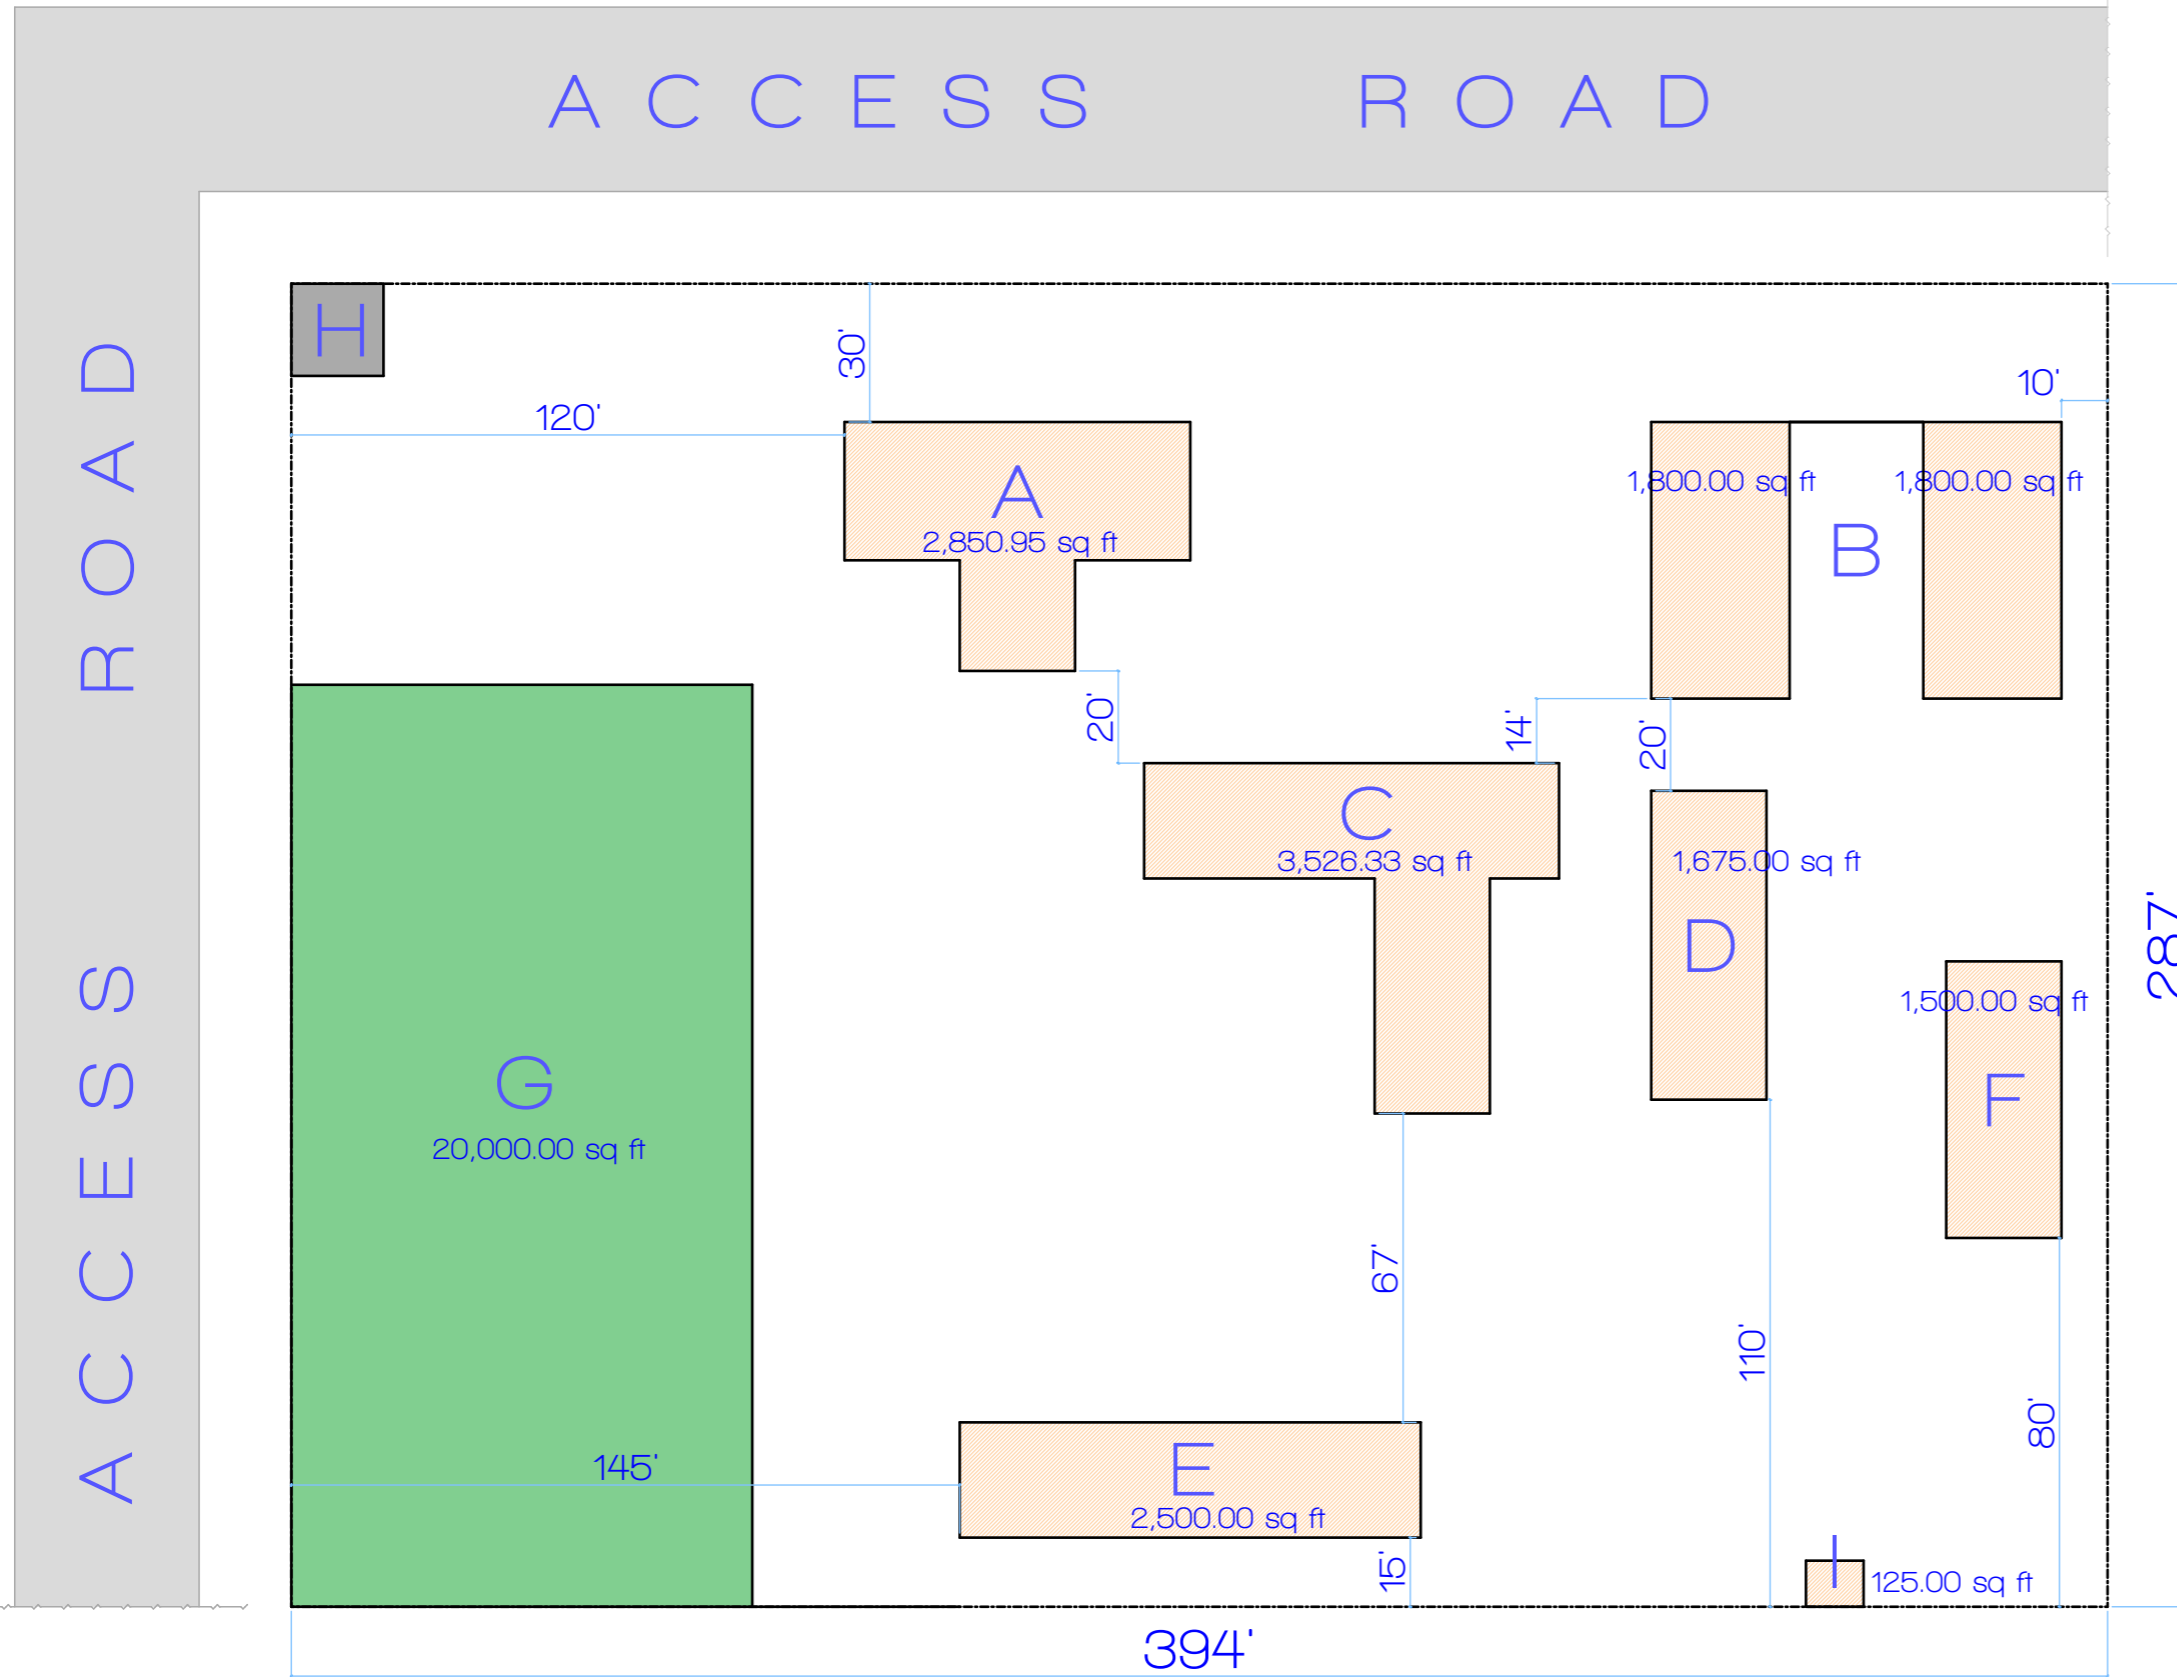 ACCESS ROAD
ACCESS ROAD
H
30'
10'
120'
A
2,850.95 sq ft
1,800.00 sq ft
1,800.00 sq ft
B
20'
14'
20'
C
3,526.33 sq ft
1,675.00 sq ft
D
287'
1,500.00 sq ft
F
G
20,000.00 sq ft
67'
110'
80'
145'
E
2,500.00 sq ft
15'
I
125.00 sq ft
394'